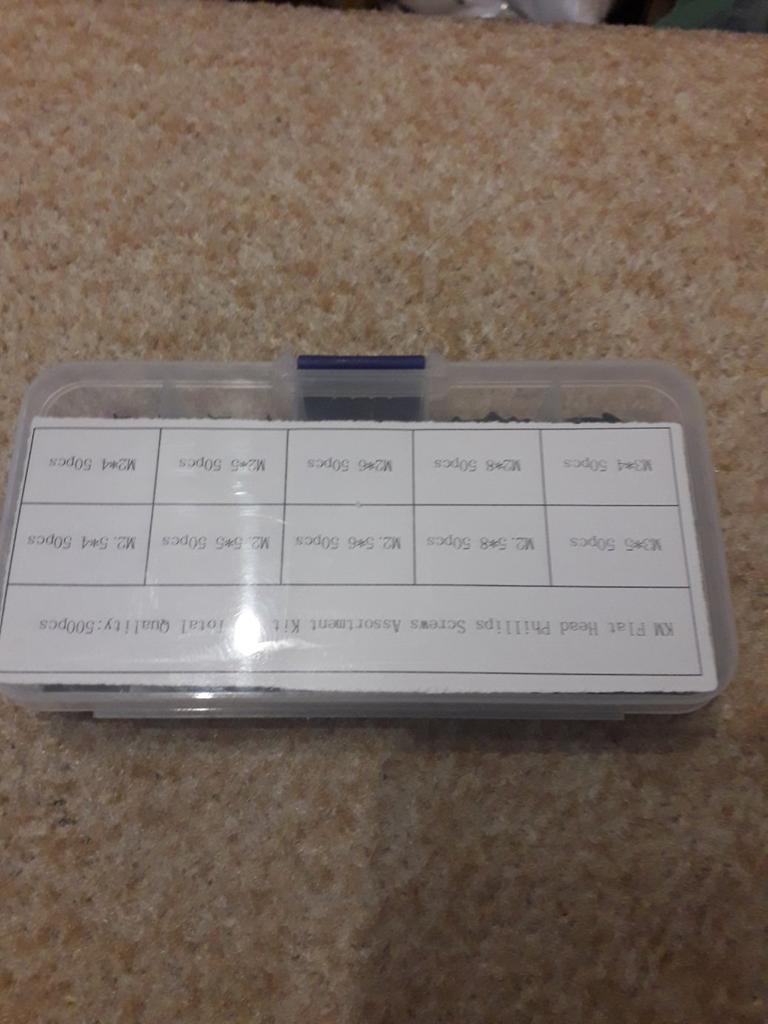 KM Flat Head Phillips Screws Assortment Kit Total Quality:500pcs
M3*5 50pcs M2.5*8 50pcs M2.5*6 50pcs M2.5*5 50pcs M2.5*4 50pcs
M3*4 50pcs M2*8 50pcs M2*6 50pcs M2*5 50pcs M2*4 50pcs